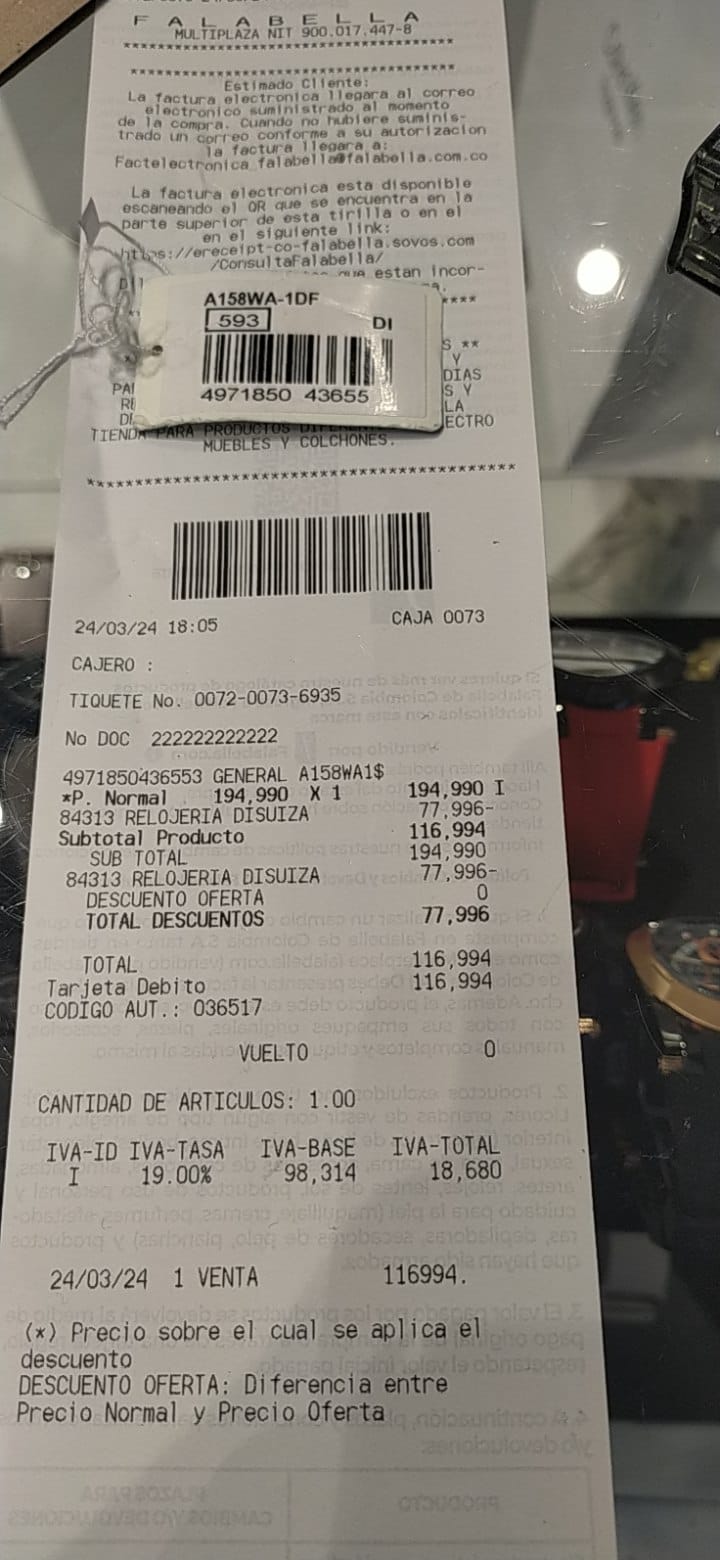 F A L A B E L L A
MULTIPLAZA NIT 900.017.447-8
******************************************
*****************************************
Estimado Cliente:
La factura electronica llegara al correo
electronico suministrado al momento
de la compra. Cuando no hubiere suminis-
trado un correo conforme a su autorizacion
la factura llegara a:
Factelectronica_falabella@falabella.com.co
La factura electronica esta disponible
escaneando el QR que se encuentra en la
parte superior de esta tirilla o en el
siguiente link:
https://ereceipt-co-falabella.sovos.com
/ConsultaFalabella/
que estan incor-
A158WA-1DF
593
DI
4971850 43655
S **
Y
DIAS
S Y
LA
ECTRO
TIENDA PARA PRODUCTOS
MUEBLES Y COLCHONES.
******************************************
24/03/24 18:05 CAJA 0073
CAJERO :
TIQUETE No. 0072-0073-6935
No DOC 222222222222
4971850436553 GENERAL A158WA1$
*P. Normal 194,990 X 1 194,990 I
84313 RELOJERIA DISUIZA 77,996-
Subtotal Producto 116,994
SUB TOTAL 194,990
84313 RELOJERIA DISUIZA 77,996-
DESCUENTO OFERTA 0
TOTAL DESCUENTOS 77,996
TOTAL 116,994
Tarjeta Debito 116,994
CODIGO AUT.: 036517
VUELTO 0
CANTIDAD DE ARTICULOS: 1.00
IVA-ID IVA-TASA IVA-BASE IVA-TOTAL
I 19.00% 98,314 18,680
24/03/24 1 VENTA 116994.
(*) Precio sobre el cual se aplica el
descuento
DESCUENTO OFERTA: Diferencia entre
Precio Normal y Precio Oferta